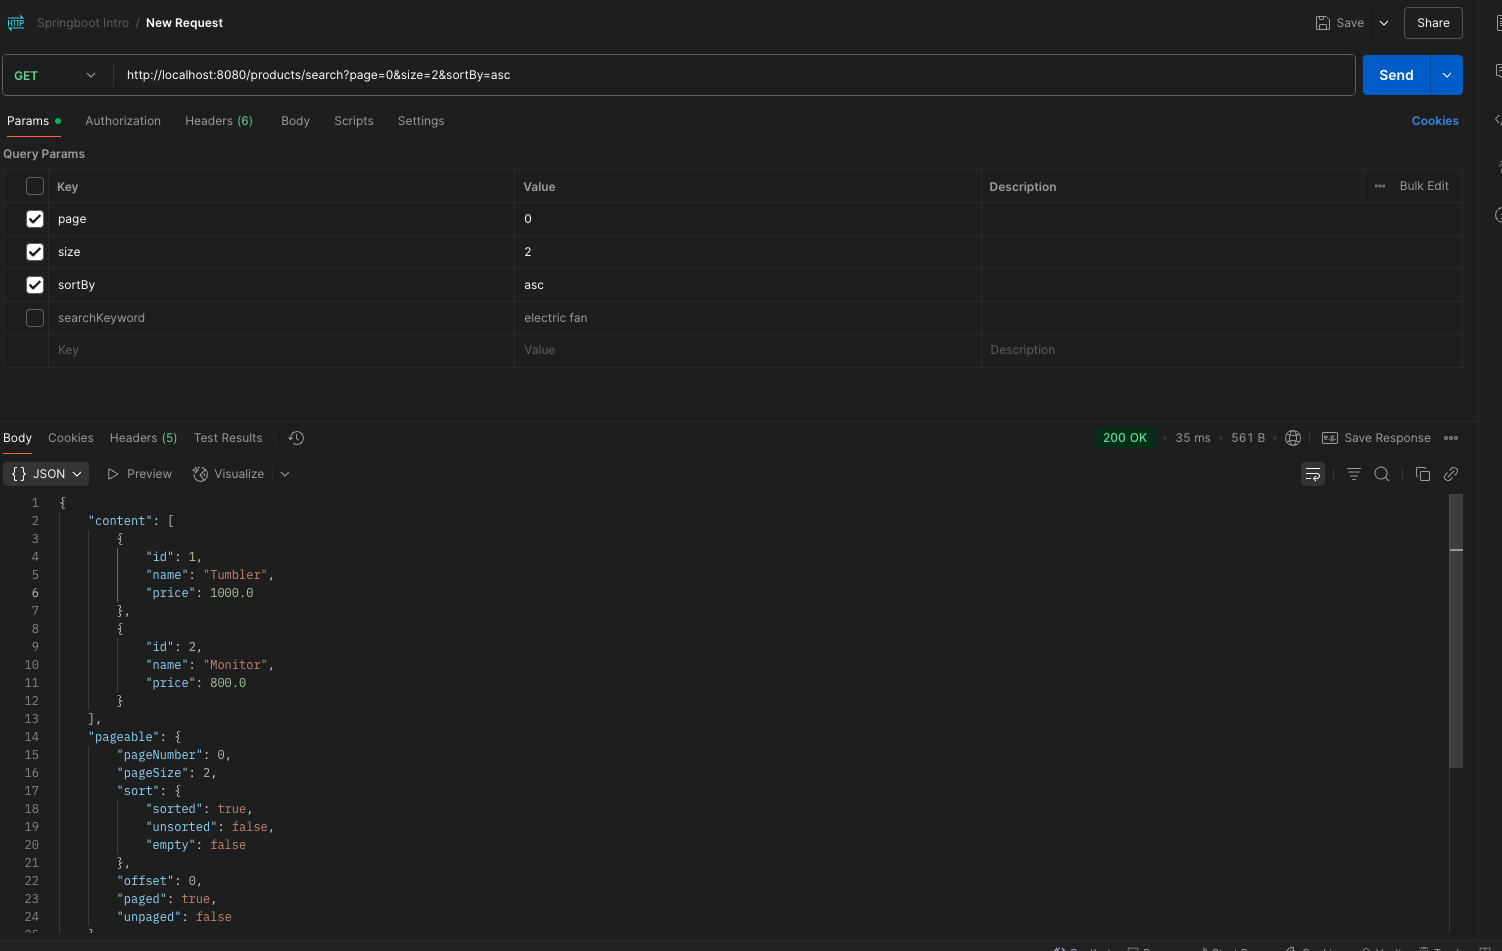 HTTP Springboot Intro / New Request Save Share
GET http://localhost:8080/products/search?page=0&size=2&sortBy=asc Send
Params Authorization Headers (6) Body Scripts Settings Cookies
Query Params
Key Value Description Bulk Edit
page 0
size 2
sortBy asc
searchKeyword electric fan
Key Value Description
Body Cookies Headers (5) Test Results 200 OK 35 ms 561 B e.g. Save Response
{} JSON Preview Visualize
1 {
2 "content": [
3 {
4 "id": 1,
5 "name": "Tumbler",
6 "price": 1000.0
7 },
8 {
9 "id": 2,
10 "name": "Monitor",
11 "price": 800.0
12 }
13 ],
14 "pageable": {
15 "pageNumber": 0,
16 "pageSize": 2,
17 "sort": {
18 "sorted": true,
19 "unsorted": false,
20 "empty": false
21 },
22 "offset": 0,
23 "paged": true,
24 "unpaged": false